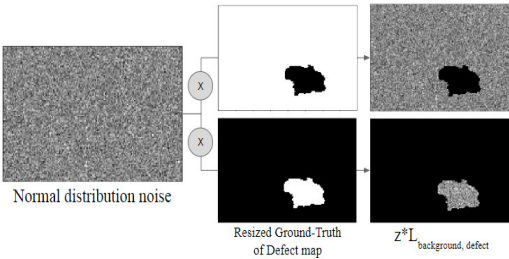 X
X
Normal distribution noise
Resized Ground-Truth
of Defect map
z*L background, defect